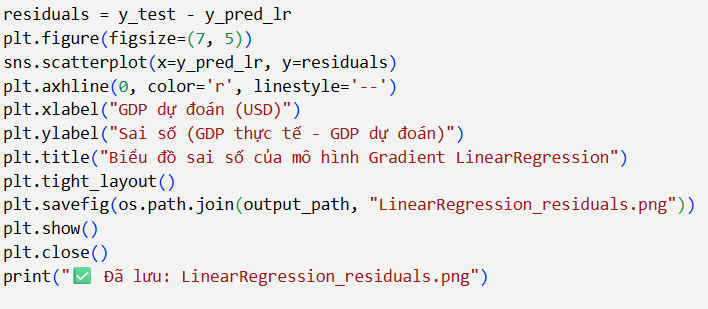 residuals = y_test - y_pred_lr
plt.figure(figsize=(7, 5))
sns.scatterplot(x=y_pred_lr, y=residuals)
plt.axhline(0, color='r', linestyle='--')
plt.xlabel("GDP dự đoán (USD)")
plt.ylabel("Sai số (GDP thực tế - GDP dự đoán)")
plt.title("Biểu đồ sai số của mô hình Gradient LinearRegression")
plt.tight_layout()
plt.savefig(os.path.join(output_path, "LinearRegression_residuals.png"))
plt.show()
plt.close()
print("✅ Đã lưu: LinearRegression_residuals.png")